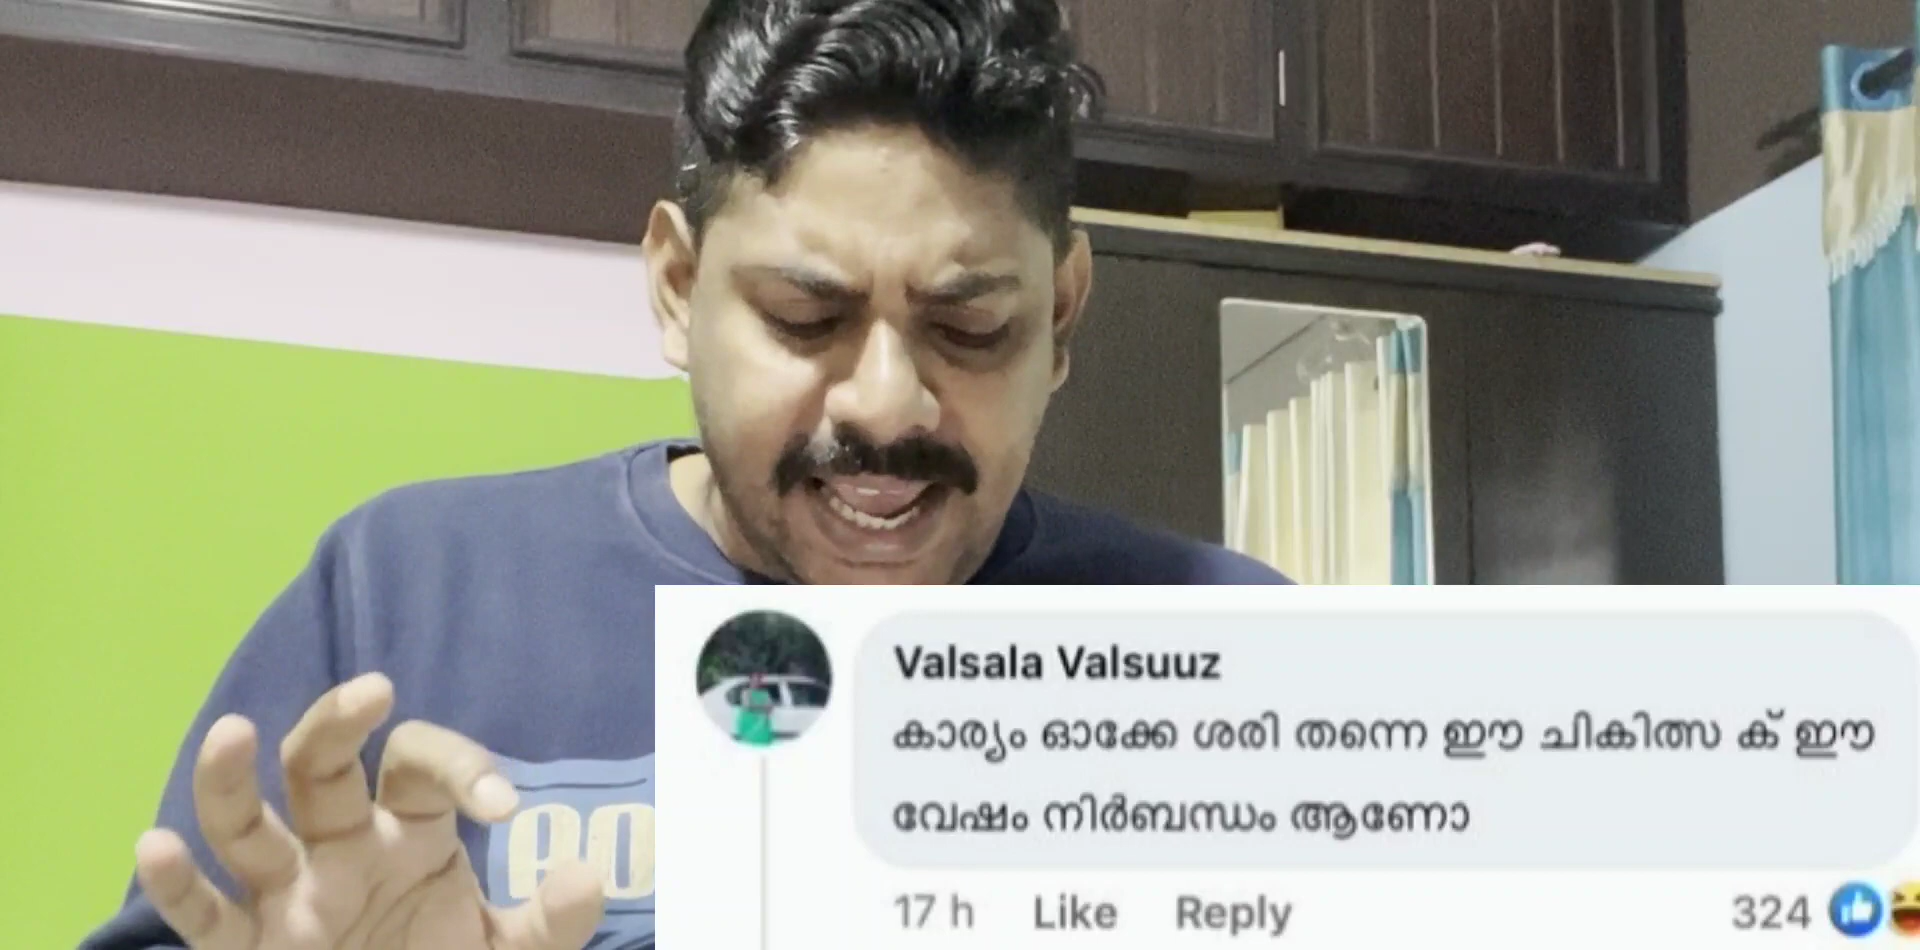 Valsala Valsuuz
കാര്യം ഓക്കേ ശരി തന്നെ ഈ ചികിത്സ ക് ഈ
വേഷം നിർബന്ധം ആണോ
17 h Like Reply 324